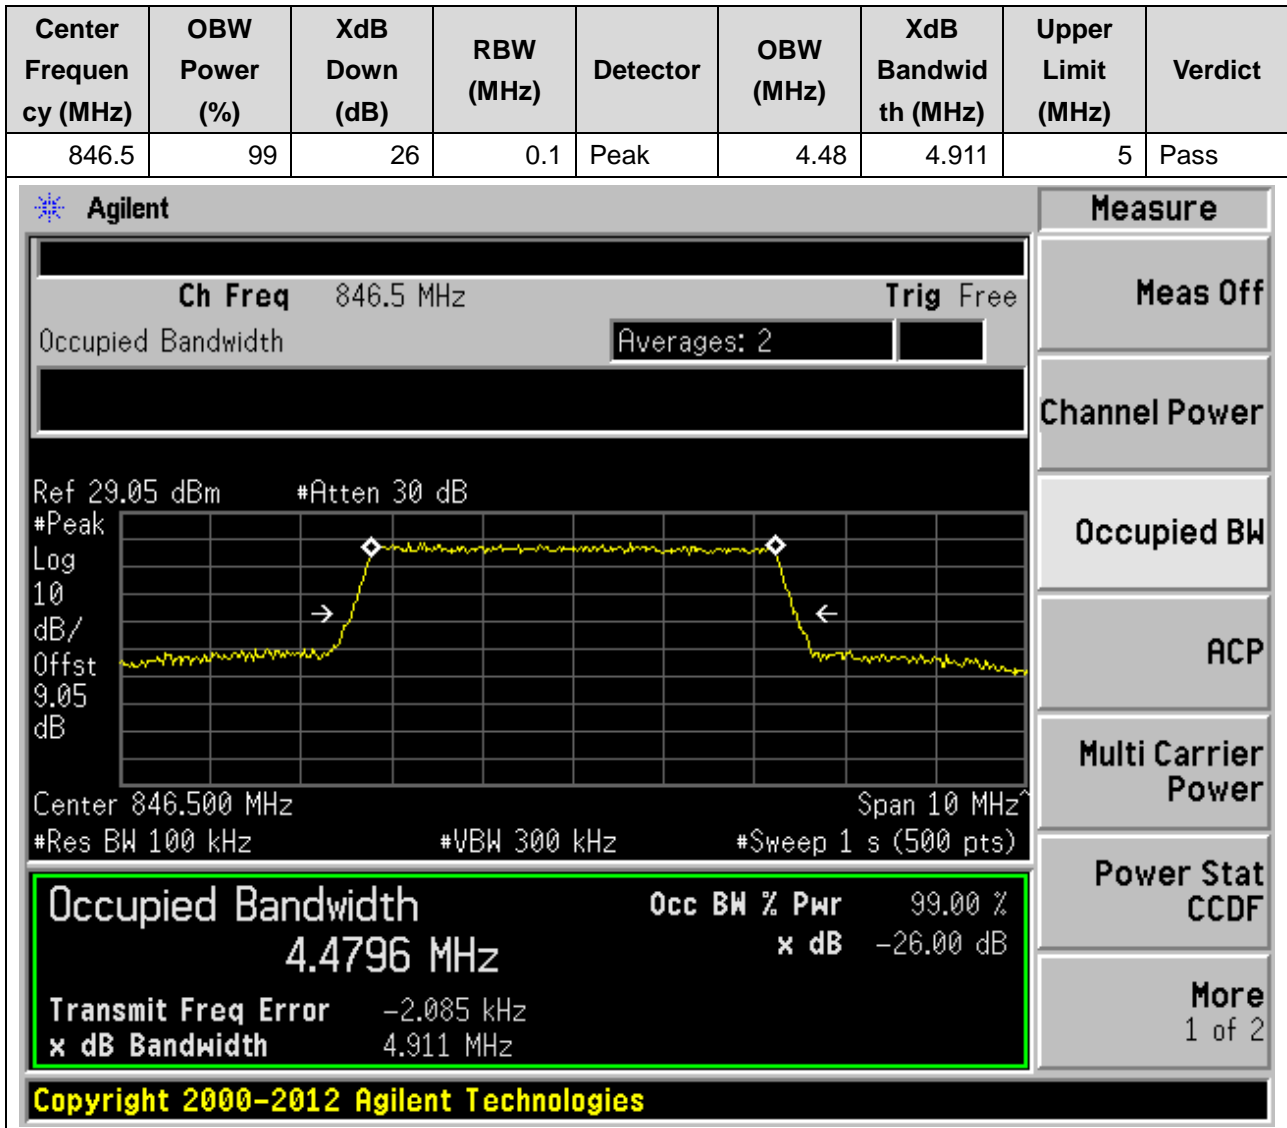 Center Frequency (MHz) OBW Power (%) XdB Down (dB) RBW (MHz) Detector OBW (MHz) XdB Bandwidth (MHz) Upper Limit (MHz) Verdict
846.5 99 26 0.1 Peak 4.48 4.911 5 Pass
Agilent
Measure
Ch Freq 846.5 MHz Trig Free
Meas Off
Occupied Bandwidth Averages: 2
Channel Power
Ref 29.05 dBm #Atten 30 dB
#Peak
Log
10
dB/
Offst
9.05
dB
Occupied BW
ACP
Multi Carrier
Power
Center 846.500 MHz Span 10 MHz^
#Res BW 100 kHz #VBW 300 kHz #Sweep 1 s (500 pts)
Power Stat
CCDF
Occupied Bandwidth Occ BW % Pwr 99.00 %
4.4796 MHz x dB -26.00 dB
Transmit Freq Error -2.085 kHz
x dB Bandwidth 4.911 MHz
More
1 of 2
Copyright 2000-2012 Agilent Technologies